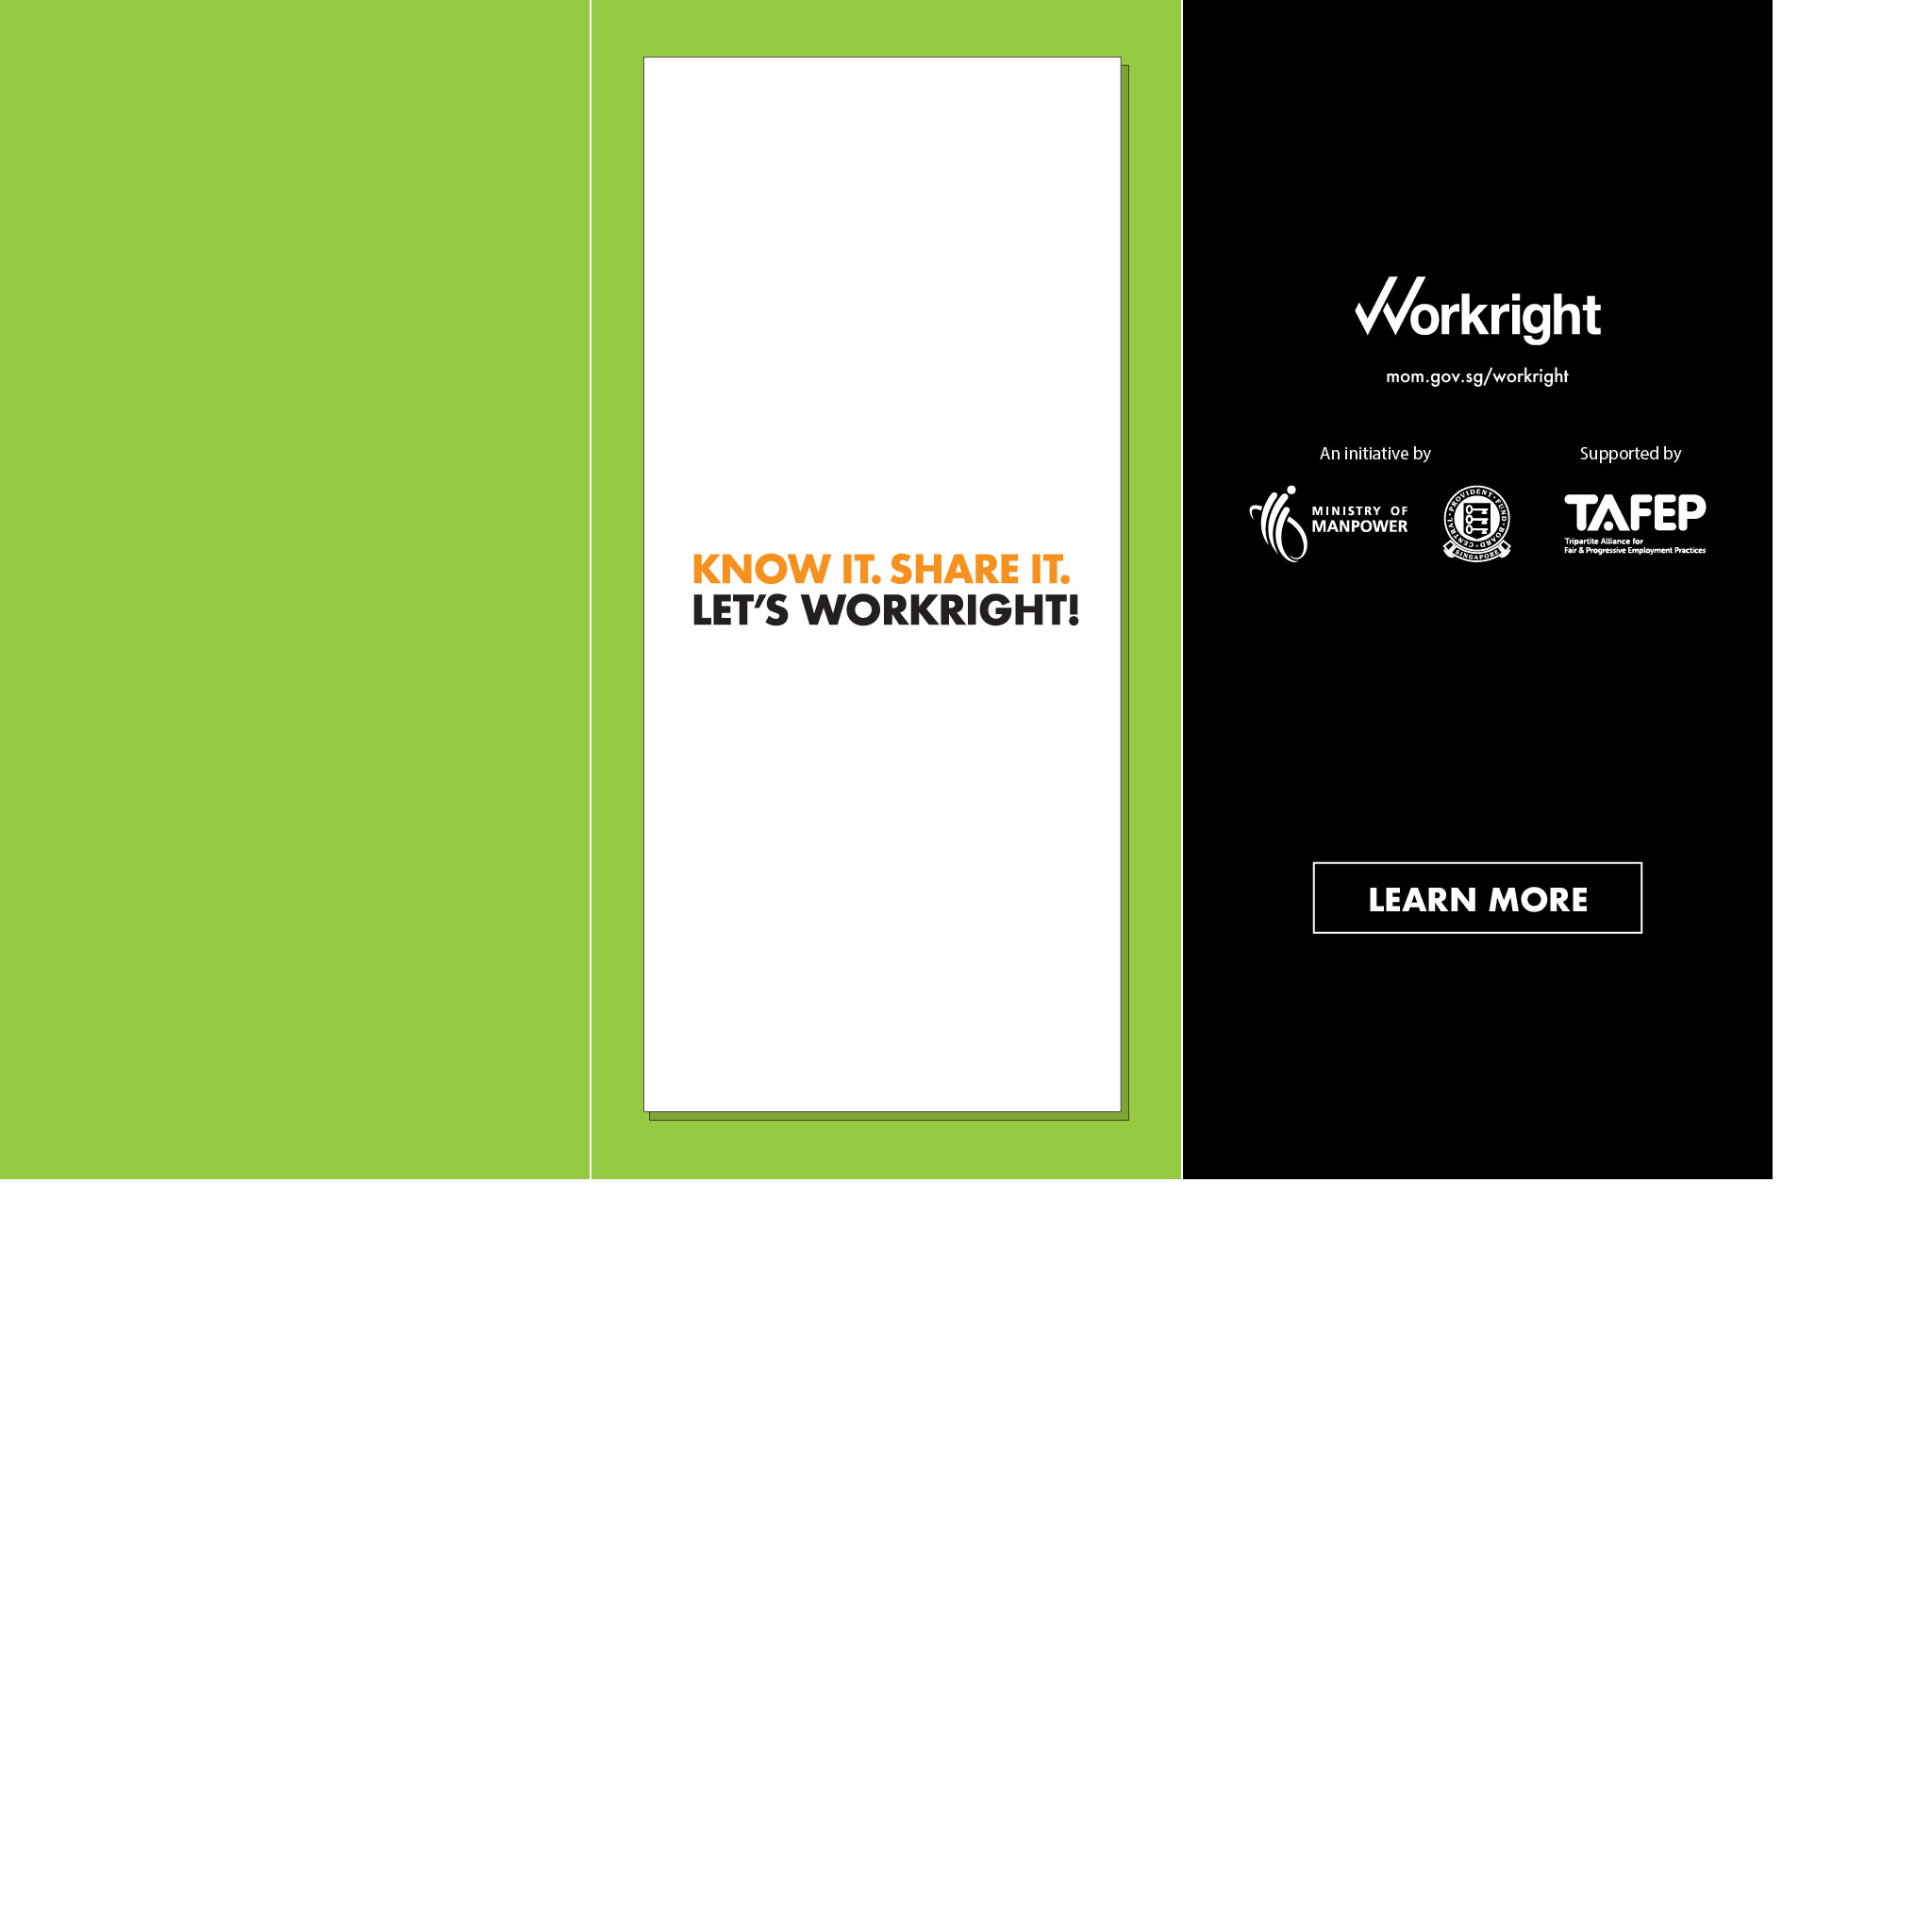 KNOW IT. SHARE IT.
LET'S WORKRIGHT!
Workright
mom.gov.sg/workright
An initiative by
MINISTRY OF
MANPOWER
CENTRAL · PROVIDENT · FUND · BOARD
SINGAPORE
Supported by
TAFEP
Tripartite Alliance for
Fair & Progressive Employment Practices
LEARN MORE